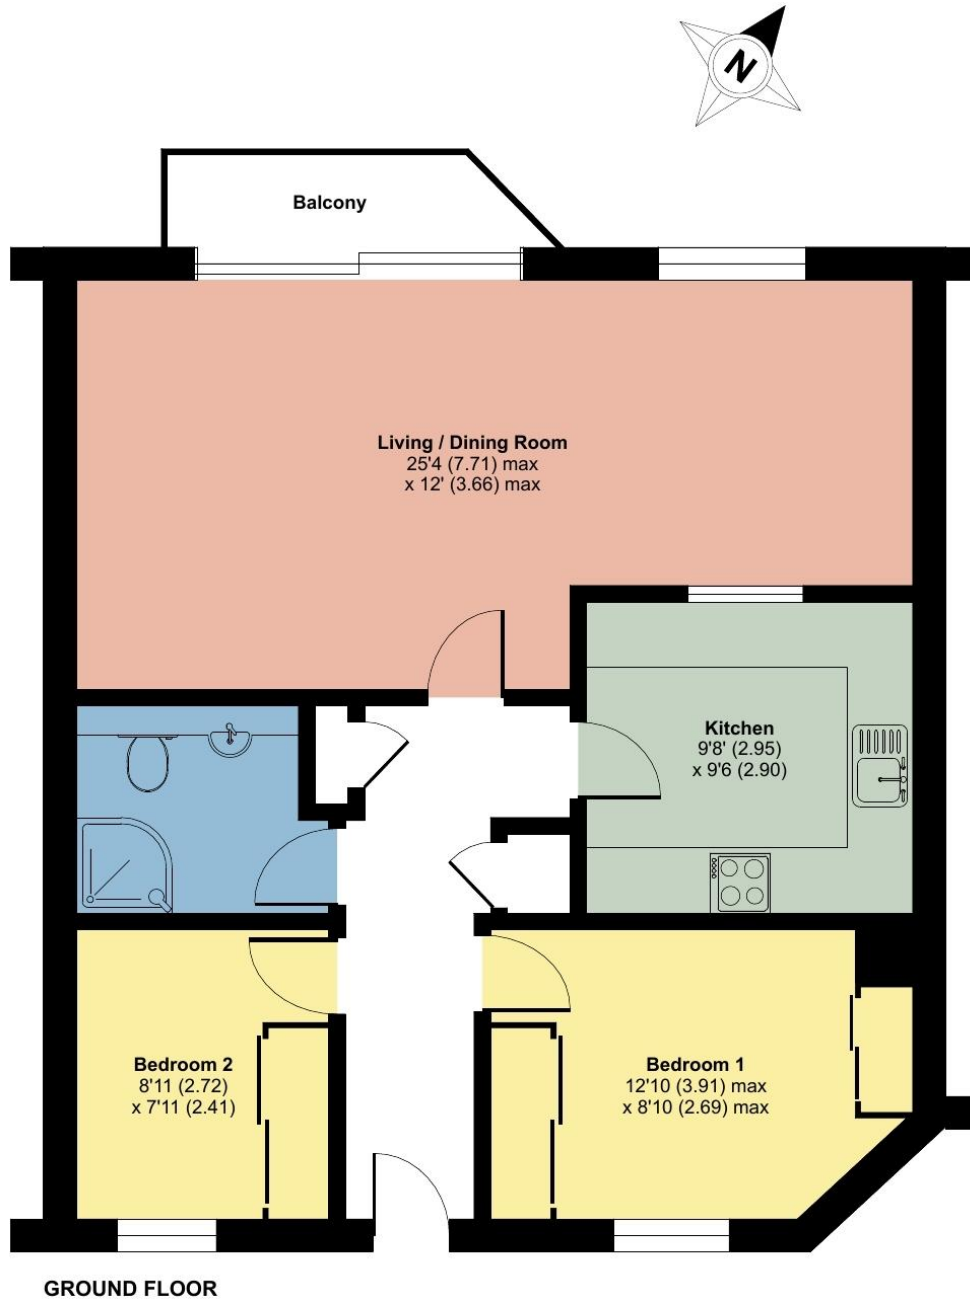 N
Balcony
Living / Dining Room
25'4 (7.71) max
x 12' (3.66) max
Kitchen
9'8' (2.95)
x 9'6 (2.90)
Bedroom 2
8'11 (2.72)
x 7'11 (2.41)
Bedroom 1
12'10 (3.91) max
x 8'10 (2.69) max
GROUND FLOOR